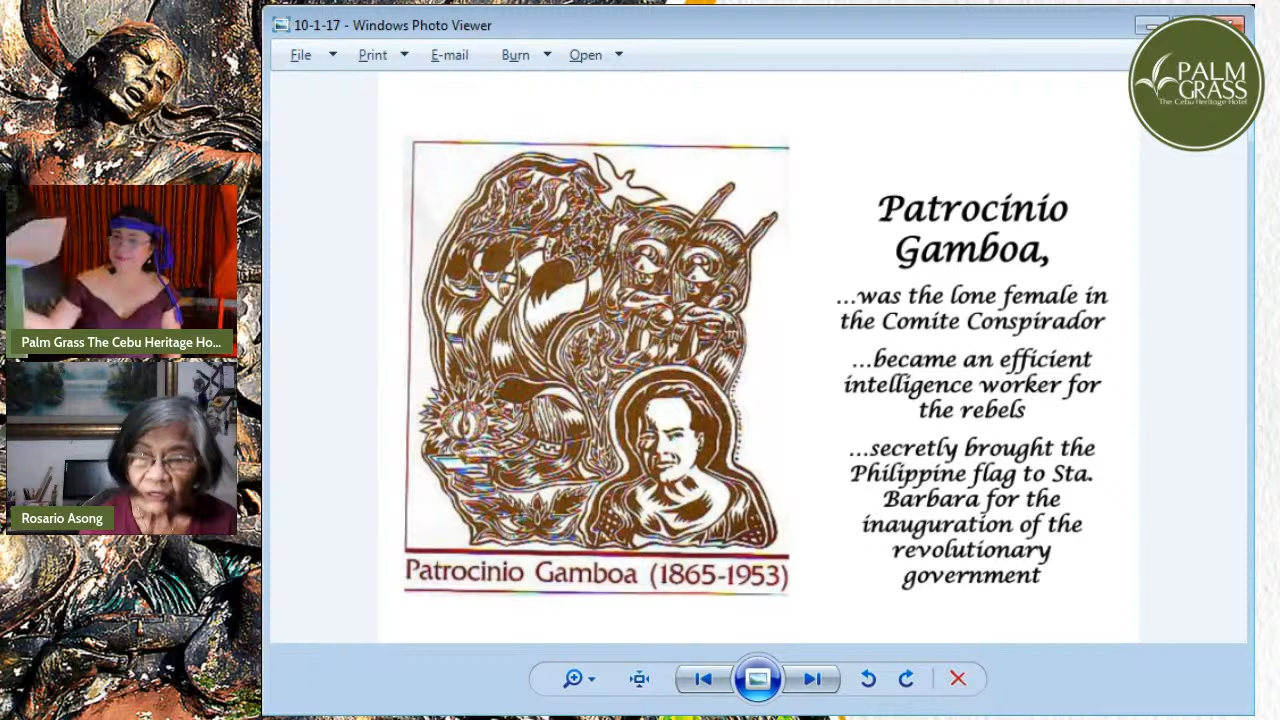 10-1-17 - Windows Photo Viewer
File
Print
E-mail
Burn
Open
PALM
GRASS
The Cebu Heritage Hotel
Patrocinio
Gamboa,
...was the lone female in
the Comite Conspirador
...became an efficient
intelligence worker for
the rebels
...secretly brought the
Philippine flag to Sta.
Barbara for the
inauguration of the
revolutionary
government
Patrocinio Gamboa (1865-1953)
Palm Grass The Cebu Heritage Ho...
Rosario Asong